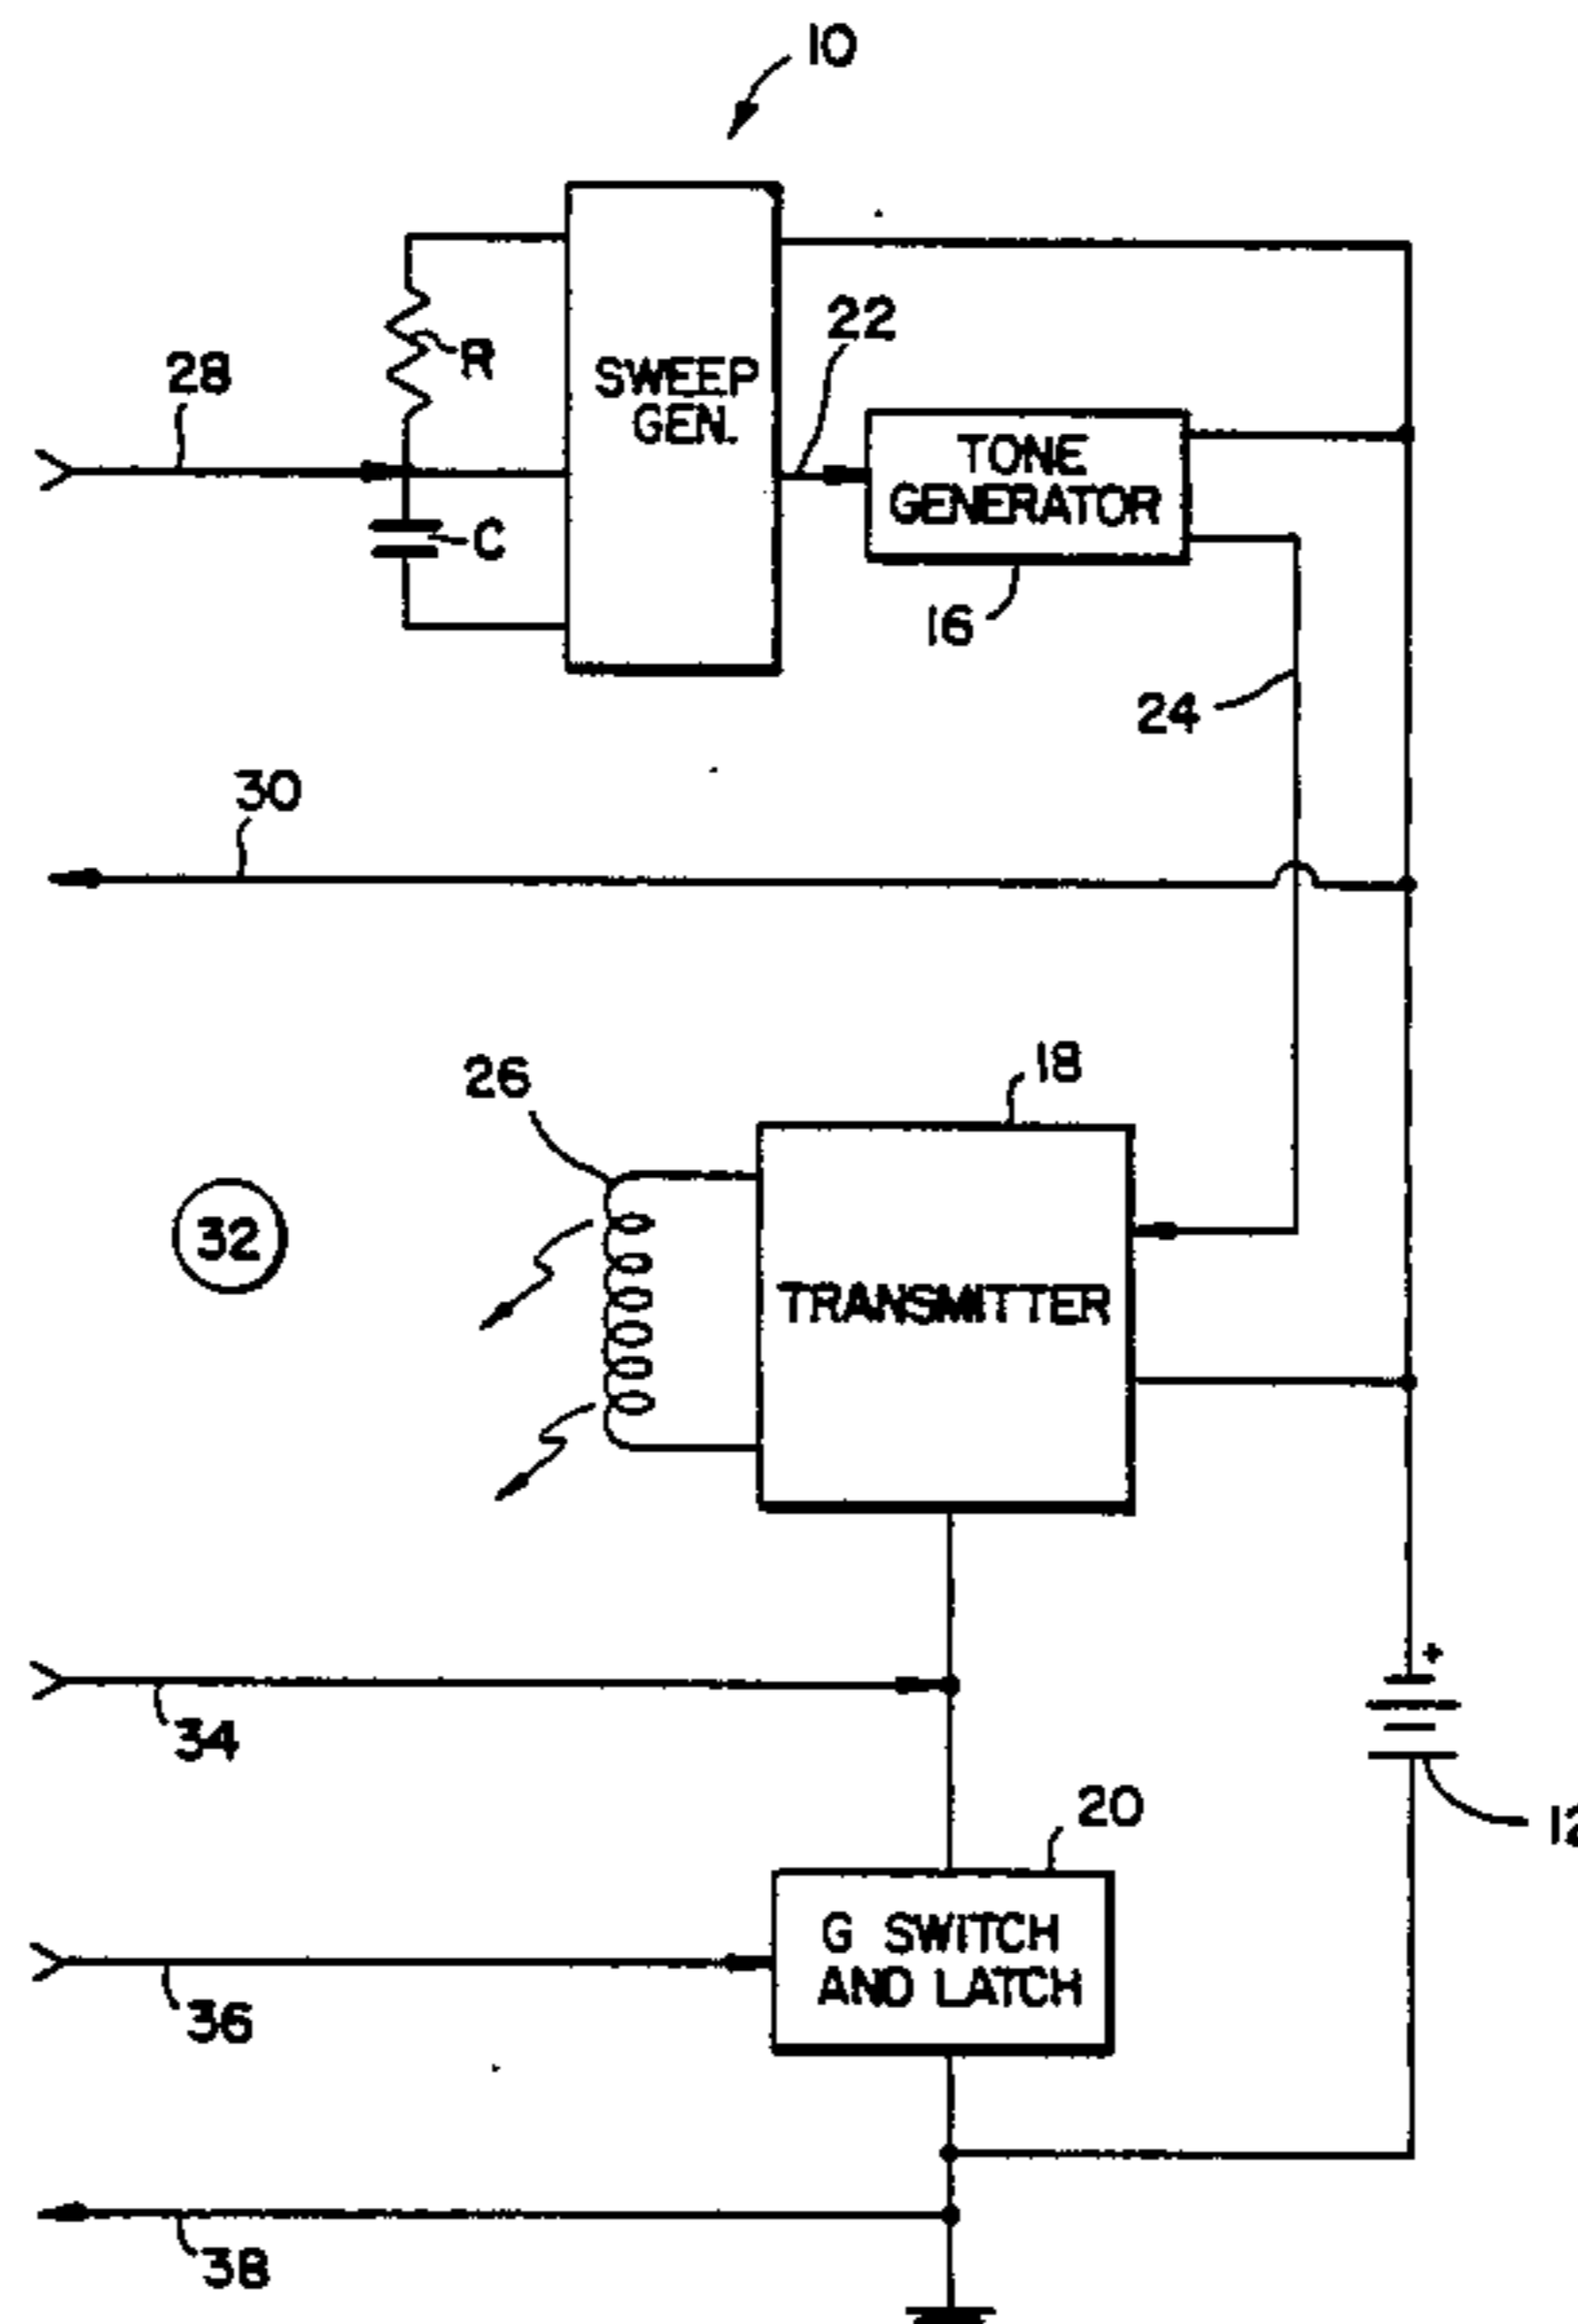 10
22
28
R
SWEEP
GEN.
TONE
GENERATOR
C
16
24
30
18
26
32
TRANSMITTER
+
34
20
12
G SWITCH
AND LATCH
36
38